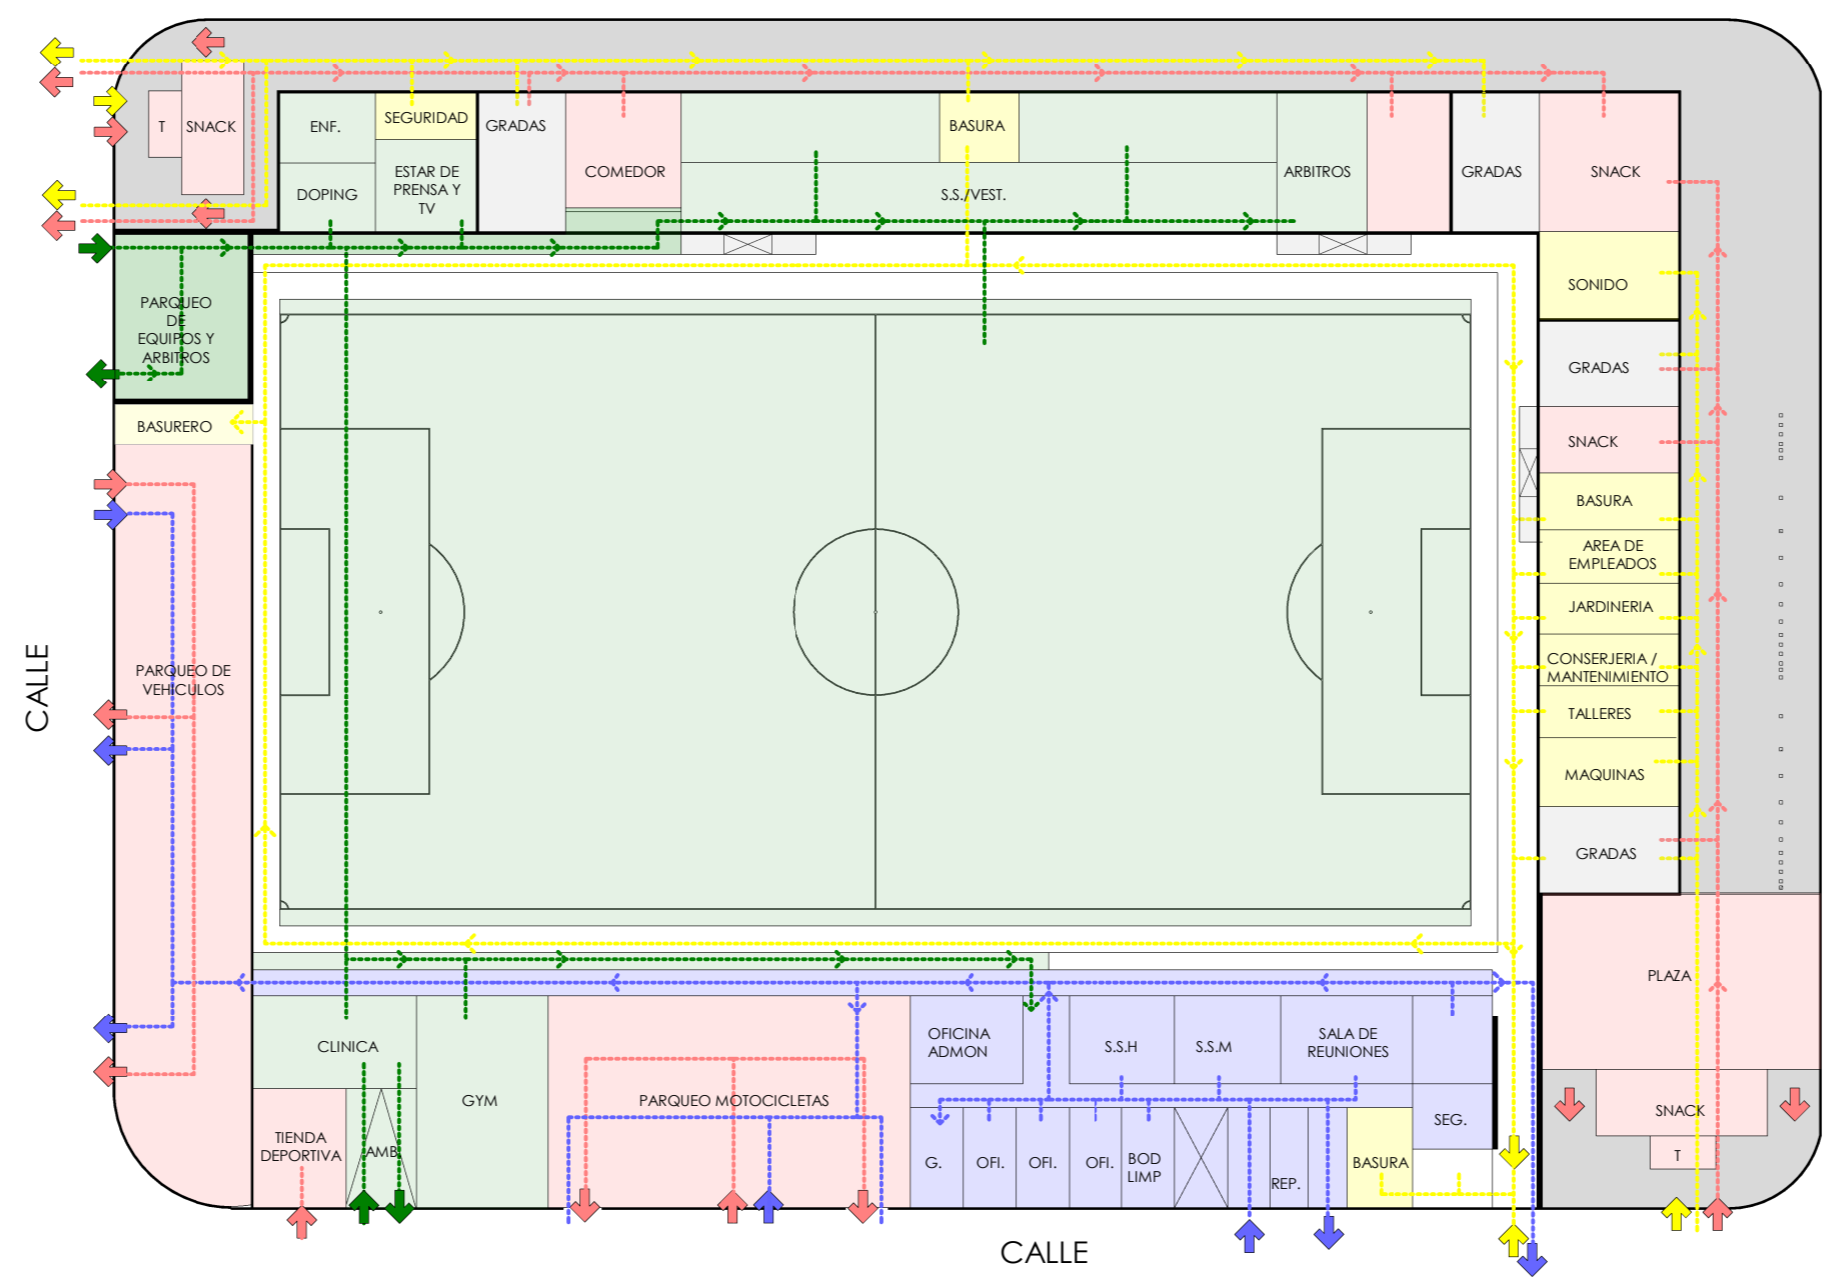 T
SNACK
ENF.
SEGURIDAD
GRADAS
BASURA
COMEDOR
ARBITROS
GRADAS
SNACK
DOPING
ESTAR DE
PRENSA Y
TV
S.S./VEST.
PARQUEO
DE
EQUIPOS Y
ARBITROS
SONIDO
GRADAS
BASURERO
SNACK
BASURA
AREA DE
EMPLEADOS
JARDINERIA
CALLE
PARQUEO DE
VEHICULOS
CONSERJERIA /
MANTENIMIENTO
TALLERES
MAQUINAS
GRADAS
PLAZA
CLINICA
OFICINA
ADMON
S.S.H
S.S.M
SALA DE
REUNIONES
GYM
PARQUEO MOTOCICLETAS
SEG.
SNACK
TIENDA
DEPORTIVA
AMB.
G.
OFI.
OFI.
OFI.
BOD
LIMP
REP.
BASURA
T
CALLE